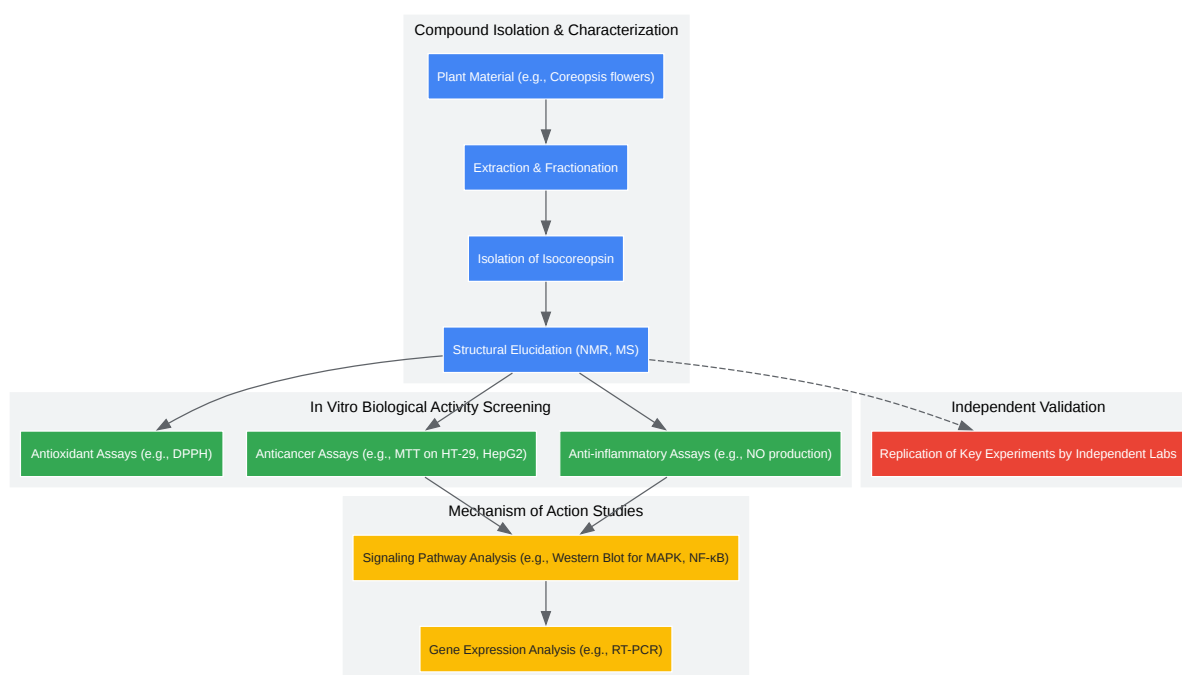 Compound Isolation & Characterization
Plant Material (e.g., Coreopsis flowers)
Extraction & Fractionation
Isolation of Isocoreopsin
Structural Elucidation (NMR, MS)
In Vitro Biological Activity Screening
Independent Validation
Antioxidant Assays (e.g., DPPH)
Anticancer Assays (e.g., MTT on HT-29, HepG2)
Anti-inflammatory Assays (e.g., NO production)
Replication of Key Experiments by Independent Labs
Mechanism of Action Studies
Signaling Pathway Analysis (e.g., Western Blot for MAPK, NF-κB)
Gene Expression Analysis (e.g., RT-PCR)